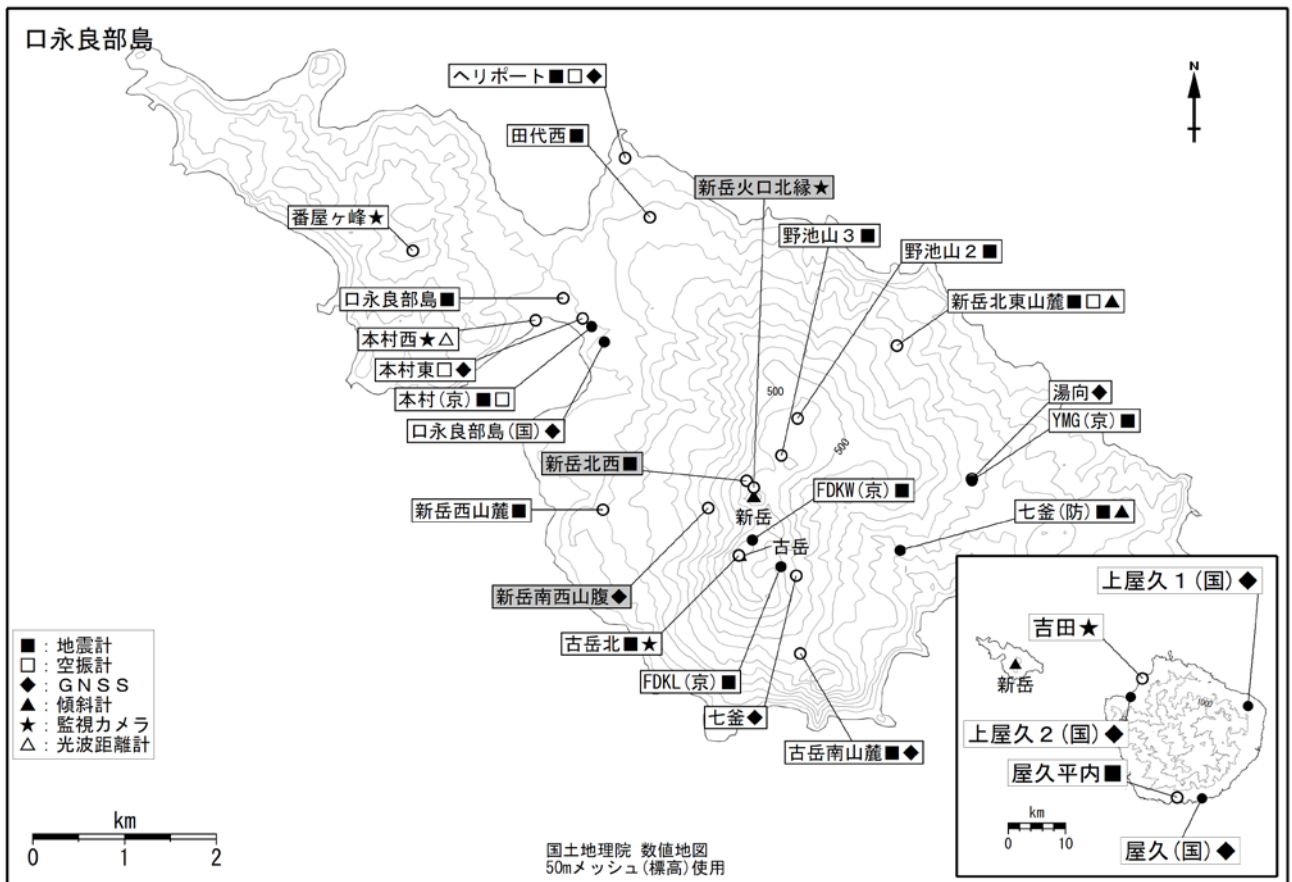 口永良部島
ヘリポート■□◆
N
田代西■
新岳火口北縁★
番屋ヶ峰★
野池山３■
野池山２■
口永良部島■
新岳北東山麓■□▲
本村西★△
本村東□◆
本村(京)■□
500
湯向◆
YMG(京)■
口永良部島(国)◆
500
新岳北西■
FDKW(京)■
新岳西山麓■
七釜(防)■▲
新岳
古岳
新岳南西山腹◆
古岳北■★
FDKL(京)■
七釜◆
古岳南山麓■◆
■：地震計
□：空振計
◆：ＧＮＳＳ
▲：傾斜計
★：監視カメラ
△：光波距離計
km
0 1 2
国土地理院 数値地図
50mメッシュ(標高)使用
上屋久１(国)◆
吉田★
新岳
1000
上屋久２(国)◆
屋久平内■
km
0 10
屋久(国)◆